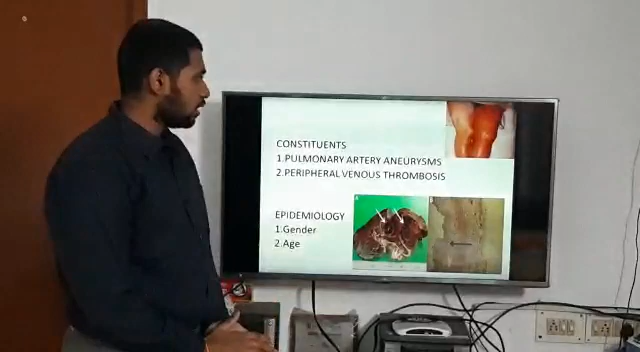 CONSTITUENTS
1.PULMONARY ARTERY ANEURYSMS
2.PERIPHERAL VENOUS THROMBOSIS
EPIDEMIOLOGY
1.Gender
2.Age